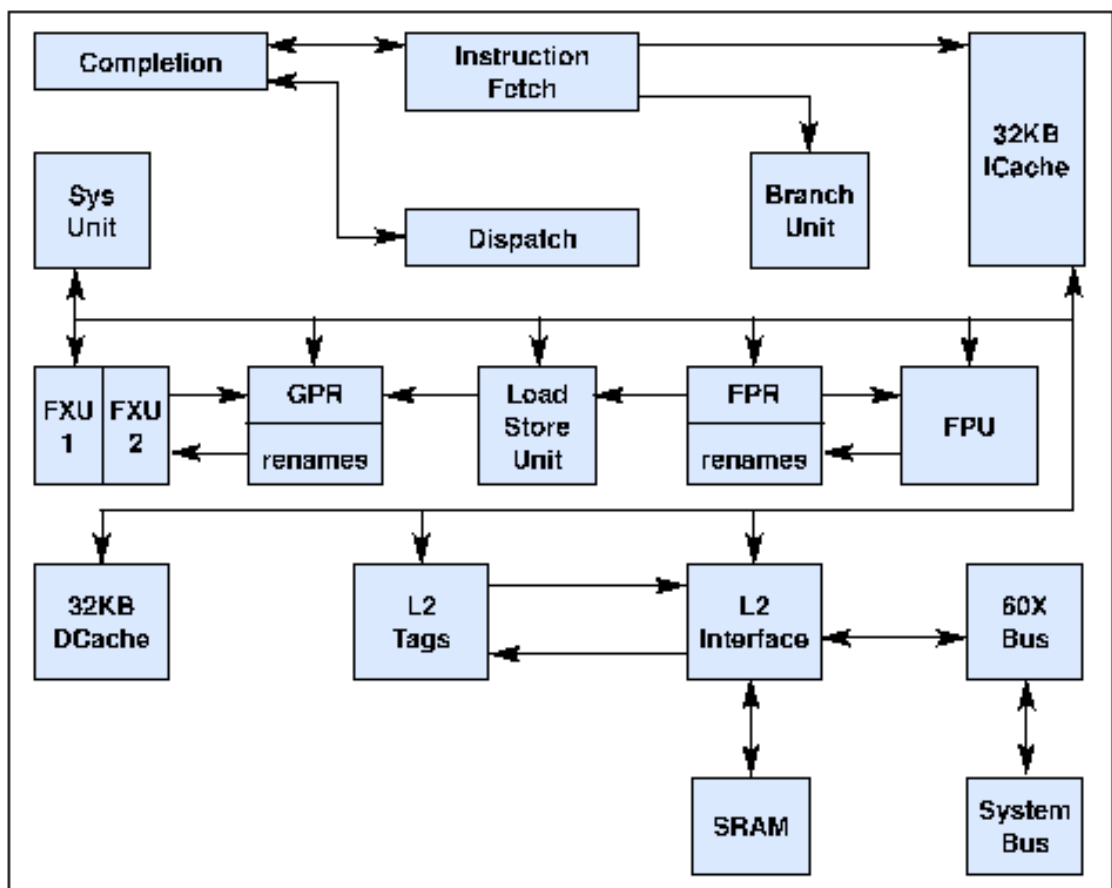 Completion
Instruction
Fetch
32KB
ICache
Sys
Unit
Dispatch
Branch
Unit
FXU
1
FXU
2
GPR
renames
Load
Store
Unit
FPR
renames
FPU
32KB
DCache
L2
Tags
L2
Interface
60X
Bus
SRAM
System
Bus